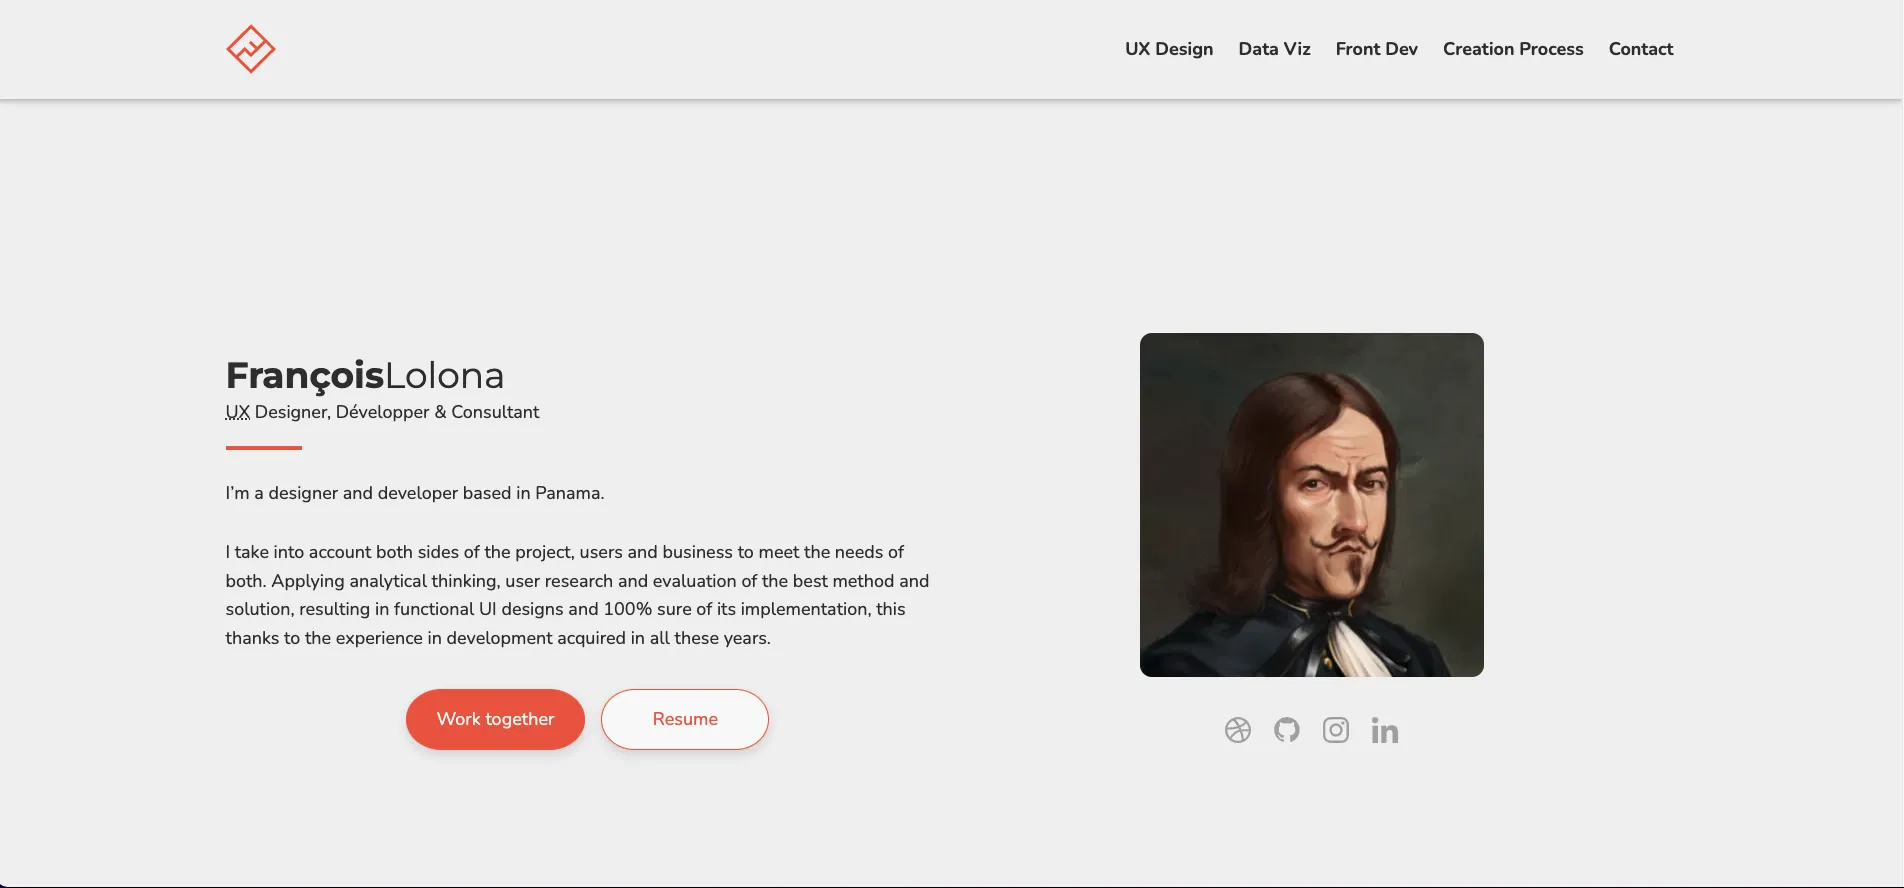 UX Design Data Viz Front Dev Creation Process Contact
FrançoisLolona
UX Designer, Développer & Consultant
I’m a designer and developer based in Panama.
I take into account both sides of the project, users and business to meet the needs of
both. Applying analytical thinking, user research and evaluation of the best method and
solution, resulting in functional UI designs and 100% sure of its implementation, this
thanks to the experience in development acquired in all these years.
Work together Resume